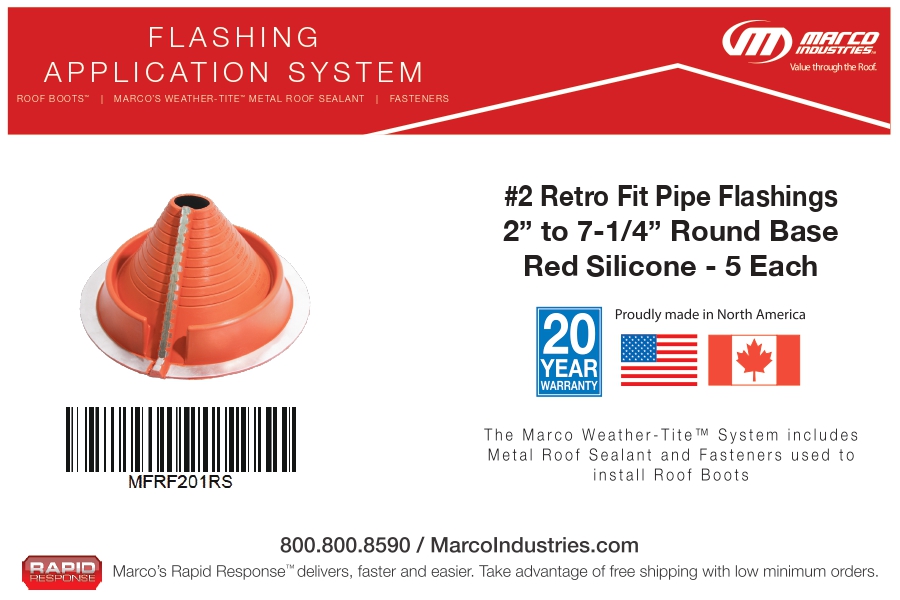 FLASHING
APPLICATION SYSTEM
ROOF BOOTS™ | MARCO'S WEATHER-TITE™ METAL ROOF SEALANT | FASTENERS
MARCO
INDUSTRIES™
Value through the Roof.
#2 Retro Fit Pipe Flashings
2” to 7-1/4” Round Base
Red Silicone - 5 Each
20
YEAR
WARRANTY
Proudly made in North America
The Marco Weather-Tite™ System includes
Metal Roof Sealant and Fasteners used to
install Roof Boots
MFRF201RS
800.800.8590 / MarcoIndustries.com
RAPID
RESPONSE
Marco’s Rapid Response™ delivers, faster and easier. Take advantage of free shipping with low minimum orders.